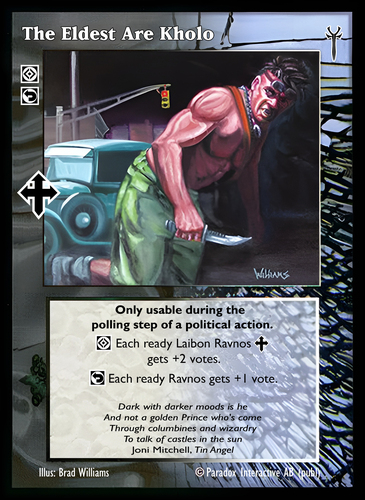 The Eldest Are Kholo
WILLIAMS
Only usable during the
polling step of a political action.
Each ready Laibon Ravnos
gets +2 votes.
Each ready Ravnos gets +1 vote.
Dark with darker moods is he
And not a golden Prince who's come
Through columbines and wizardry
To talk of castles in the sun
Joni Mitchell, Tin Angel
Illus: Brad Williams
© Paradox Interactive AB (publ)